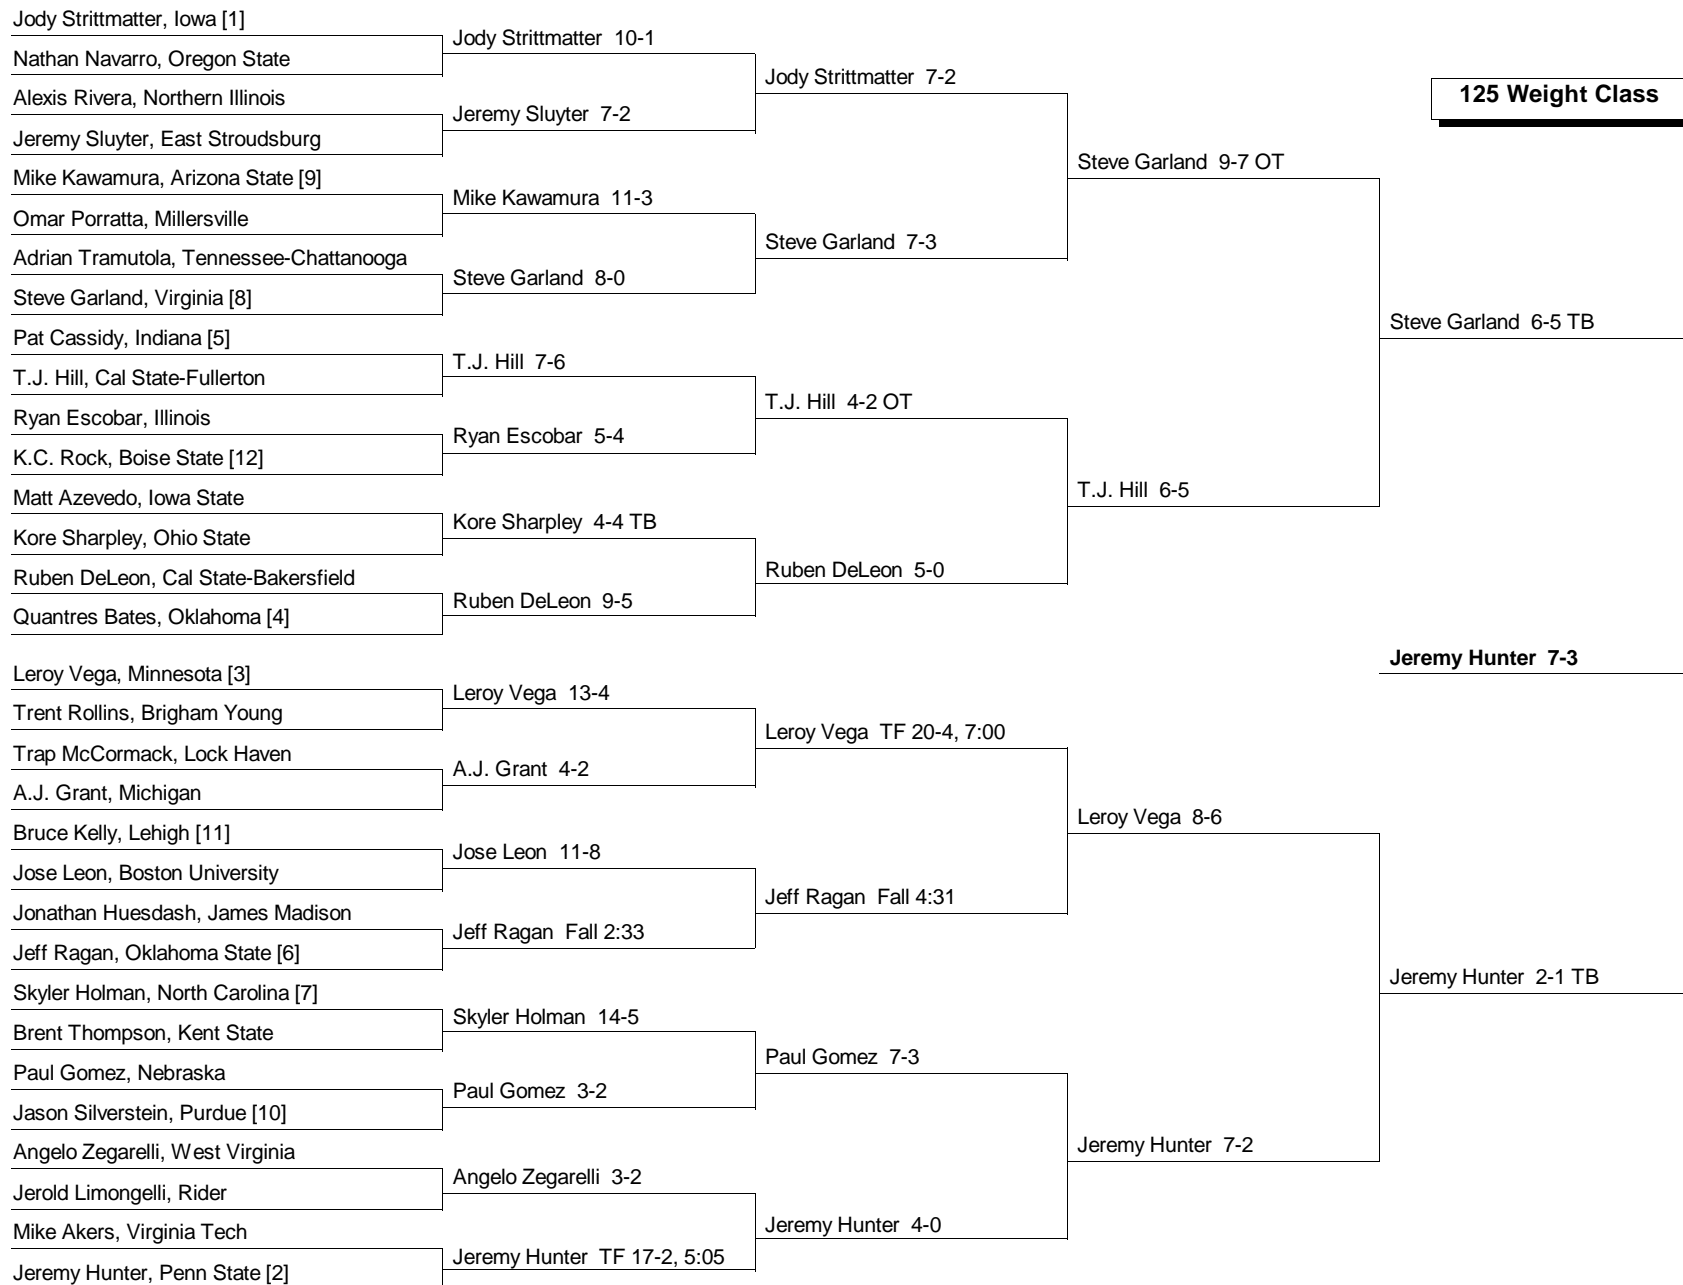 Jody Strittmatter, Iowa [1]
Nathan Navarro, Oregon State
Alexis Rivera, Northern Illinois
Jeremy Sluyter, East Stroudsburg
Mike Kawamura, Arizona State [9]
Omar Porratta, Millersville
Adrian Tramutola, Tennessee-Chattanooga
Steve Garland, Virginia [8]
Pat Cassidy, Indiana [5]
T.J. Hill, Cal State-Fullerton
Ryan Escobar, Illinois
K.C. Rock, Boise State [12]
Matt Azevedo, Iowa State
Kore Sharpley, Ohio State
Ruben DeLeon, Cal State-Bakersfield
Quantres Bates, Oklahoma [4]
Leroy Vega, Minnesota [3]
Trent Rollins, Brigham Young
Trap McCormack, Lock Haven
A.J. Grant, Michigan
Bruce Kelly, Lehigh [11]
Jose Leon, Boston University
Jonathan Huesdash, James Madison
Jeff Ragan, Oklahoma State [6]
Skyler Holman, North Carolina [7]
Brent Thompson, Kent State
Paul Gomez, Nebraska
Jason Silverstein, Purdue [10]
Angelo Zegarelli, West Virginia
Jerold Limongelli, Rider
Mike Akers, Virginia Tech
Jeremy Hunter, Penn State [2]
Jody Strittmatter 10-1
Jeremy Sluyter 7-2
Mike Kawamura 11-3
Steve Garland 8-0
T.J. Hill 7-6
Ryan Escobar 5-4
Kore Sharpley 4-4 TB
Ruben DeLeon 9-5
Leroy Vega 13-4
A.J. Grant 4-2
Jose Leon 11-8
Jeff Ragan Fall 2:33
Skyler Holman 14-5
Paul Gomez 3-2
Angelo Zegarelli 3-2
Jeremy Hunter TF 17-2, 5:05
Jody Strittmatter 7-2
Steve Garland 7-3
T.J. Hill 4-2 OT
Ruben DeLeon 5-0
Leroy Vega TF 20-4, 7:00
Jeff Ragan Fall 4:31
Paul Gomez 7-3
Jeremy Hunter 4-0
Steve Garland 9-7 OT
T.J. Hill 6-5
Leroy Vega 8-6
Jeremy Hunter 7-2
125 Weight Class
Steve Garland 6-5 TB
Jeremy Hunter 7-3
Jeremy Hunter 2-1 TB